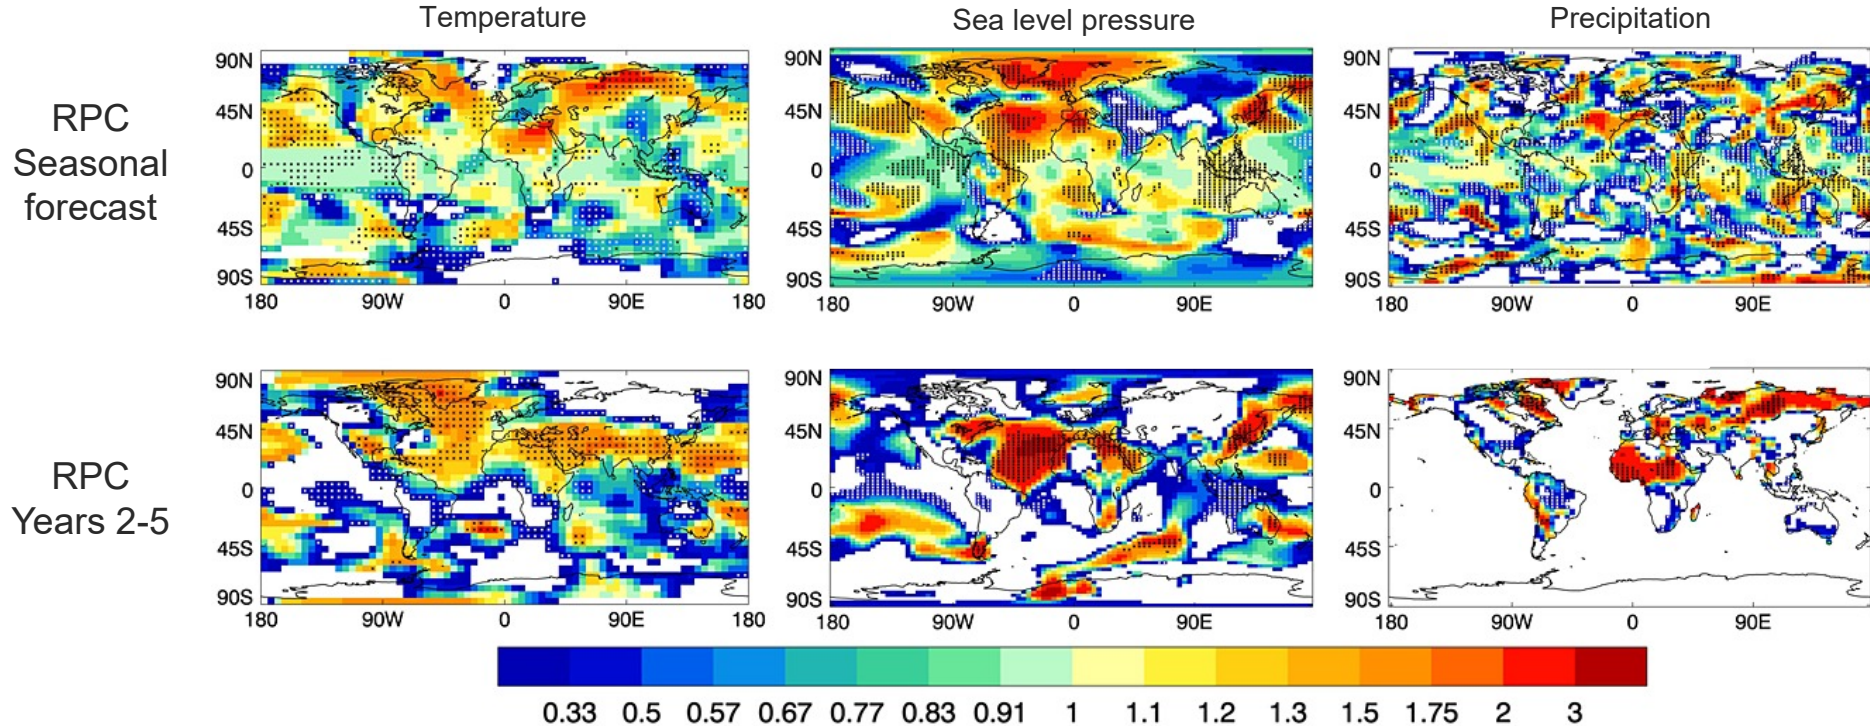 Temperature
Sea level pressure
Precipitation
RPC
Seasonal
forecast
90N
45N
0
45S
90S
180
90W
0
90E
180
90N
45N
0
45S
90S
180
90W
0
90E
90N
45N
0
45S
90S
180
90W
0
90E
RPC
Years 2-5
90N
45N
0
45S
90S
180
90W
0
90E
180
90N
45N
0
45S
90S
180
90W
0
90E
90N
45N
0
45S
90S
180
90W
0
90E
0.33 0.5 0.57 0.67 0.77 0.83 0.91 1 1.1 1.2 1.3 1.5 1.75 2 3